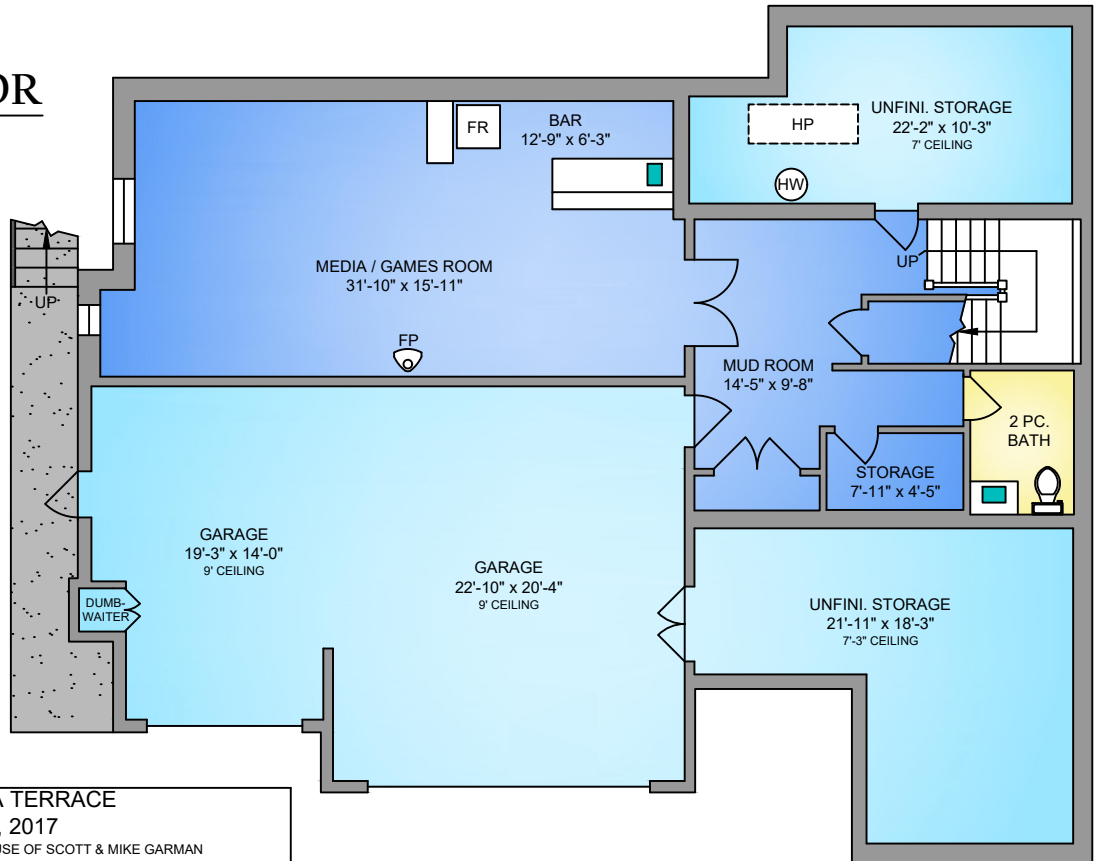 UNFINI. STORAGE
22'-2" x 10'-3"
7' CEILING
HP
HW
FR
BAR
12'-9" x 6'-3"
MEDIA / GAMES ROOM
31'-10" x 15'-11"
FP
UP
UP
MUD ROOM
14'-5" x 9'-8"
2 PC.
BATH
STORAGE
7'-11" x 4'-5"
GARAGE
19'-3" x 14'-0"
9' CEILING
GARAGE
22'-10" x 20'-4"
9' CEILING
DUMB-
WAITER
UNFINI. STORAGE
21'-11" x 18'-3"
7'-3" CEILING
TERRACE
2017
OF SCOTT & MIKE GARMAN